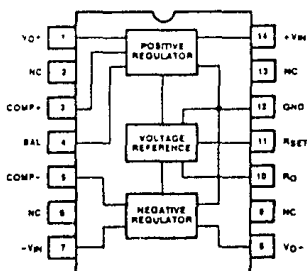 VO+ 1 POSITIVE REGULATOR 14 +VIN
NC 2 13 NC
COMP+ 3 12 GND
BAL 4 VOLTAGE REFERENCE 11 RSET
COMP- 5 10 RO
NC 6 9 NC
-VIN 7 NEGATIVE REGULATOR 8 VO-